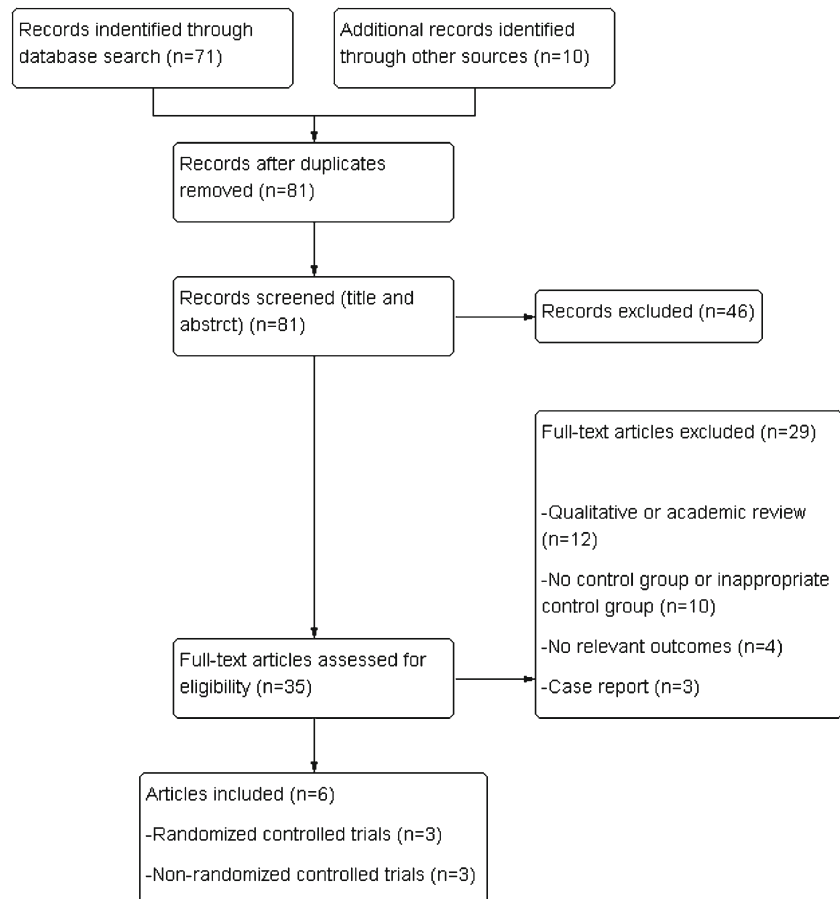 Records indentified through
database search (n=71)
Additional records identified
through other sources (n=10)
Records after duplicates
removed (n=81)
Records screened (title and
abstrct) (n=81)
Records excluded (n=46)
Full-text articles excluded (n=29)
-Qualitative or academic review
(n=12)
-No control group or inappropriate
control group (n=10)
-No relevant outcomes (n=4)
-Case report (n=3)
Full-text articles assessed for
eligibility (n=35)
Articles included (n=6)
-Randomized controlled trials (n=3)
-Non-randomized controlled trials (n=3)